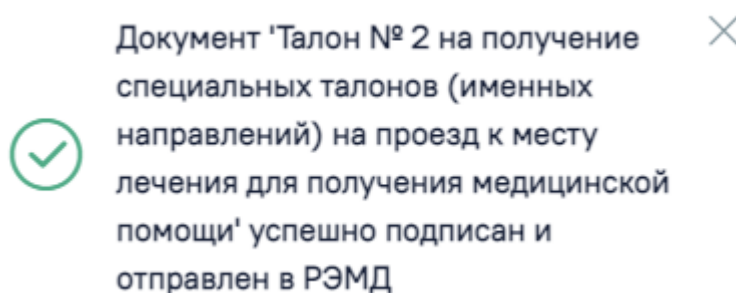 Документ 'Талон № 2 на получение
специальных талонов (именных
направлений) на проезд к месту
лечения для получения медицинской
помощи' успешно подписан и
отправлен в РЭМД